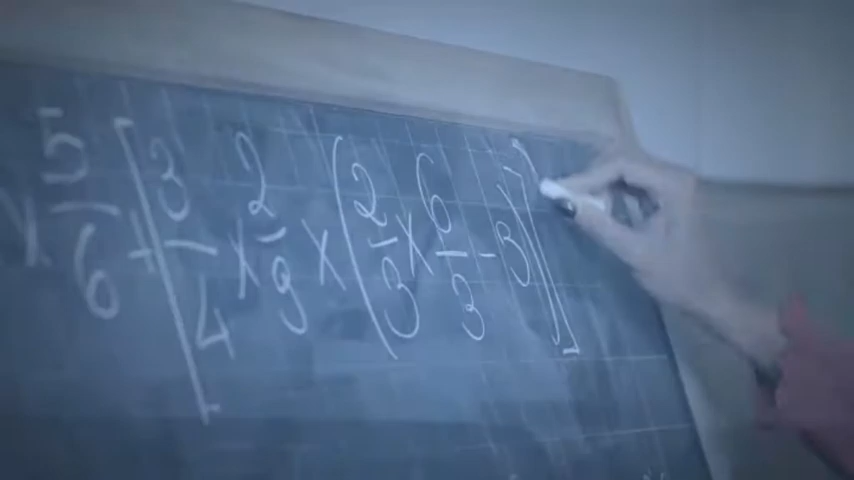 × 5/6 + [3/4 × 2/9 × (2/3 × 6/3 - 3)]